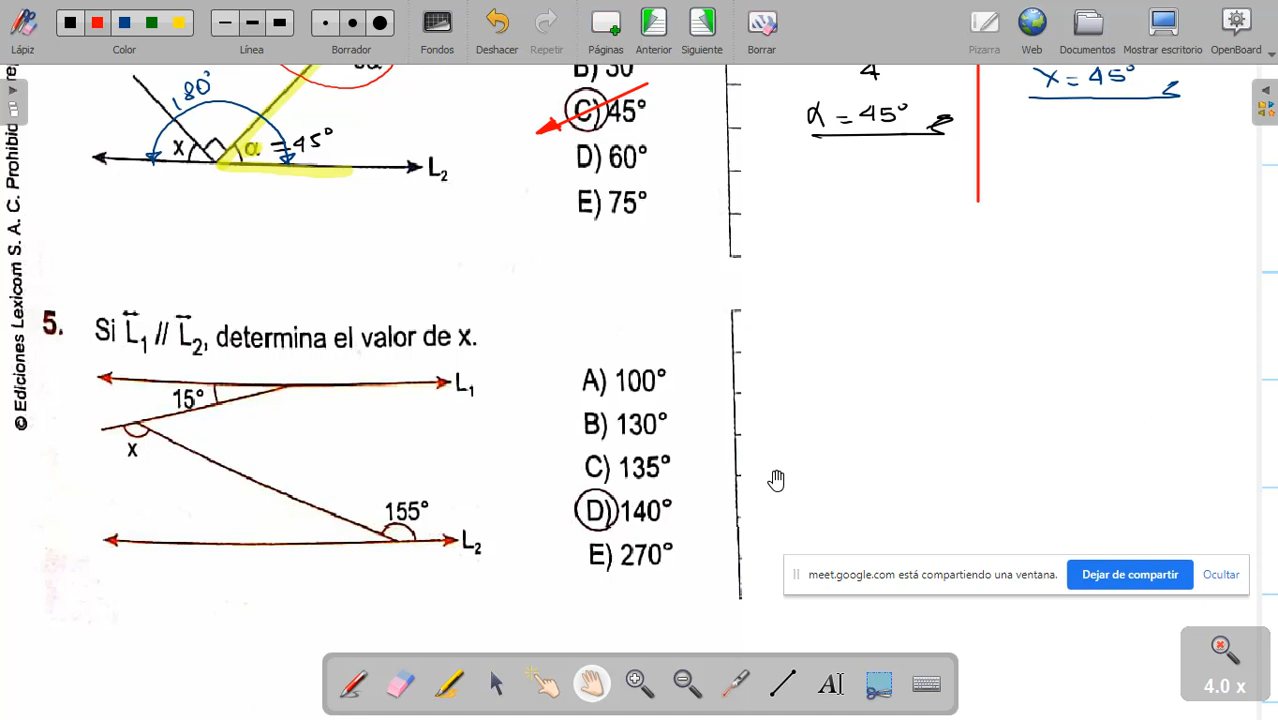 Lápiz
Color
Línea
Borrador
Fondos
Deshacer
Repetir
Páginas
Anterior
Siguiente
Borrar
Pizarra
Web
Documentos
Mostrar escritorio
OpenBoard
© Ediciones Lexicom S. A. C. Prohibid
180°
x
α = 45°
L2
C) 45°
D) 60°
E) 75°
4
α = 45°
x = 45°
5. Si L1 // L2, determina el valor de x.
15°
L1
x
155°
L2
A) 100°
B) 130°
C) 135°
D) 140°
E) 270°
meet.google.com está compartiendo una ventana.
Dejar de compartir
Ocultar
4.0 x